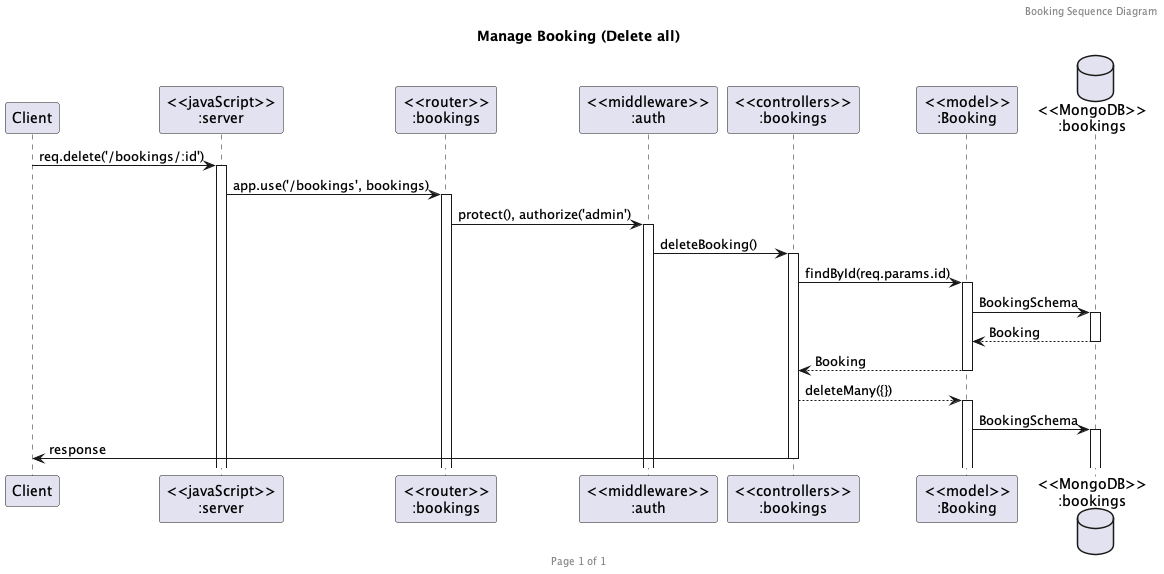 Booking Sequence Diagram
Manage Booking (Delete all)
Client
<<javaScript>>
:server
<<router>>
:bookings
<<middleware>>
:auth
<<controllers>>
:bookings
<<model>>
:Booking
<<MongoDB>>
:bookings
req.delete('/bookings/:id')
app.use('/bookings', bookings)
protect(), authorize('admin')
deleteBooking()
findById(req.params.id)
BookingSchema
Booking
Booking
deleteMany({})
BookingSchema
response
Client
<<javaScript>>
:server
<<router>>
:bookings
<<middleware>>
:auth
<<controllers>>
:bookings
<<model>>
:Booking
<<MongoDB>>
:bookings
Page 1 of 1